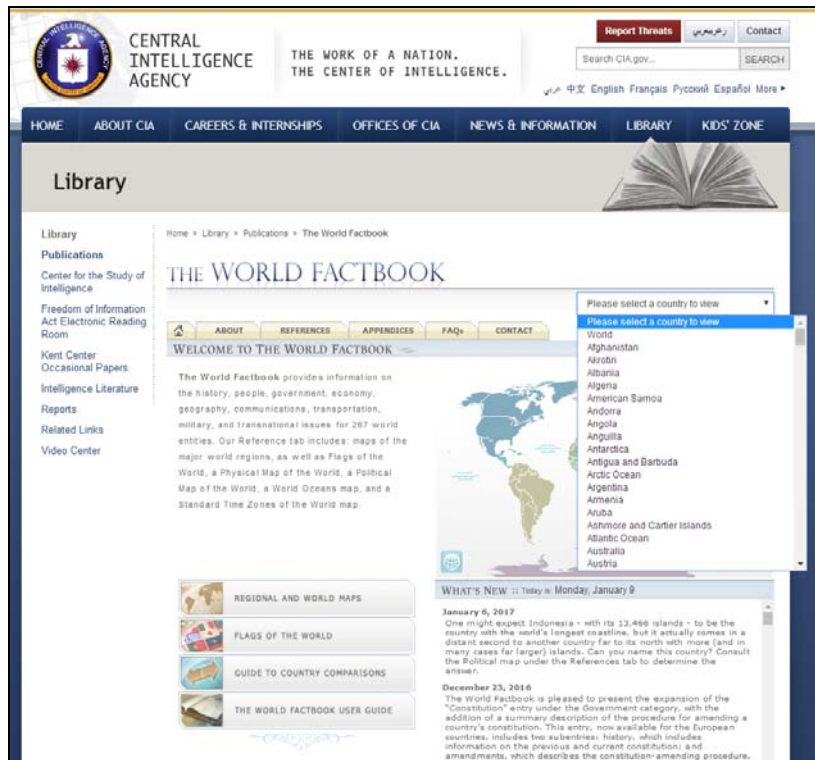 CENTRAL
INTELLIGENCE
AGENCY
THE WORK OF A NATION.
THE CENTER OF INTELLIGENCE.
Report Threats
Contact
Search CIA.gov...
SEARCH
عربي 中文 English Français Русский Español More ▸
HOME
ABOUT CIA
CAREERS & INTERNSHIPS
OFFICES OF CIA
NEWS & INFORMATION
LIBRARY
KIDS' ZONE
Library
Library
Publications
Center for the Study of
Intelligence
Freedom of Information
Act Electronic Reading
Room
Kent Center
Occasional Papers
Intelligence Literature
Reports
Related Links
Video Center
Home » Library » Publications » The World Factbook
THE WORLD FACTBOOK
Please select a country to view
Please select a country to view
World
Afghanistan
Akrotiri
Albania
Algeria
American Samoa
Andorra
Angola
Anguilla
Antarctica
Antigua and Barbuda
Arctic Ocean
Argentina
Armenia
Aruba
Ashmore and Cartier Islands
Atlantic Ocean
Australia
Austria
ABOUT
REFERENCES
APPENDICES
FAQs
CONTACT
WELCOME TO THE WORLD FACTBOOK
The World Factbook provides information on
the history, people, government, economy,
geography, communications, transportation,
military, and transnational issues for 267 world
entities. Our Reference tab includes: maps of the
major world regions, as well as Flags of the
World, a Physical Map of the World, a Political
Map of the World, a World Oceans map, and a
Standard Time Zones of the World map.
REGIONAL AND WORLD MAPS
FLAGS OF THE WORLD
GUIDE TO COUNTRY COMPARISONS
THE WORLD FACTBOOK USER GUIDE
WHAT'S NEW :: Today is: Monday, January 9
January 6, 2017
One might expect Indonesia - with its 13,466 islands - to be the
country with the world's longest coastline, but it actually comes in a
distant second to another country far to its north with more (and in
many cases far larger) islands. Can you name this country? Consult
the Political map under the References tab to determine the
answer.
December 23, 2016
The World Factbook is pleased to present the expansion of the
"Constitution" entry under the Government category, with the
addition of a summary description of the procedure for amending a
country's constitution. This entry, now available for the European
countries, includes two subentries: history, which includes
information on the previous and current constitution; and
amendments, which describes the constitution-amending procedure.